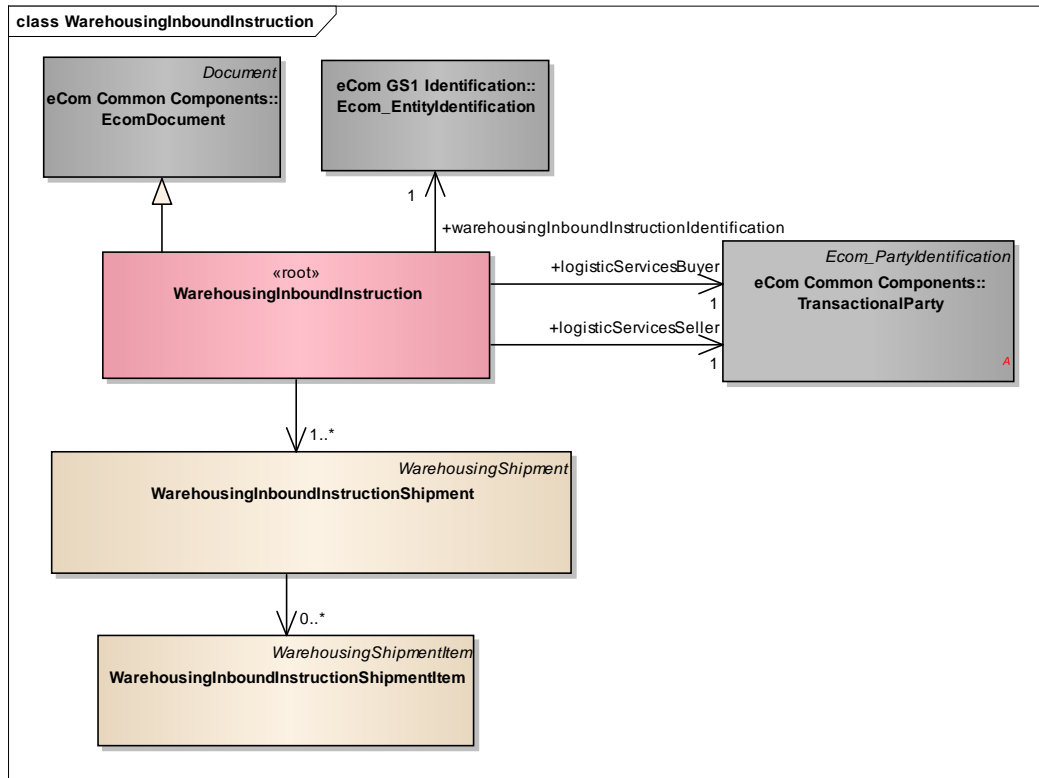 class WarehousingInboundInstruction
Document
eCom Common Components::
EcomDocument
eCom GS1 Identification::
Ecom_EntityIdentification
1
+warehousingInboundInstructionIdentification
«root»
WarehousingInboundInstruction
+logisticServicesBuyer
1
+logisticServicesSeller
1
Ecom_PartyIdentification
eCom Common Components::
TransactionalParty
A
1..*
WarehousingShipment
WarehousingInboundInstructionShipment
0..*
WarehousingShipmentItem
WarehousingInboundInstructionShipmentItem